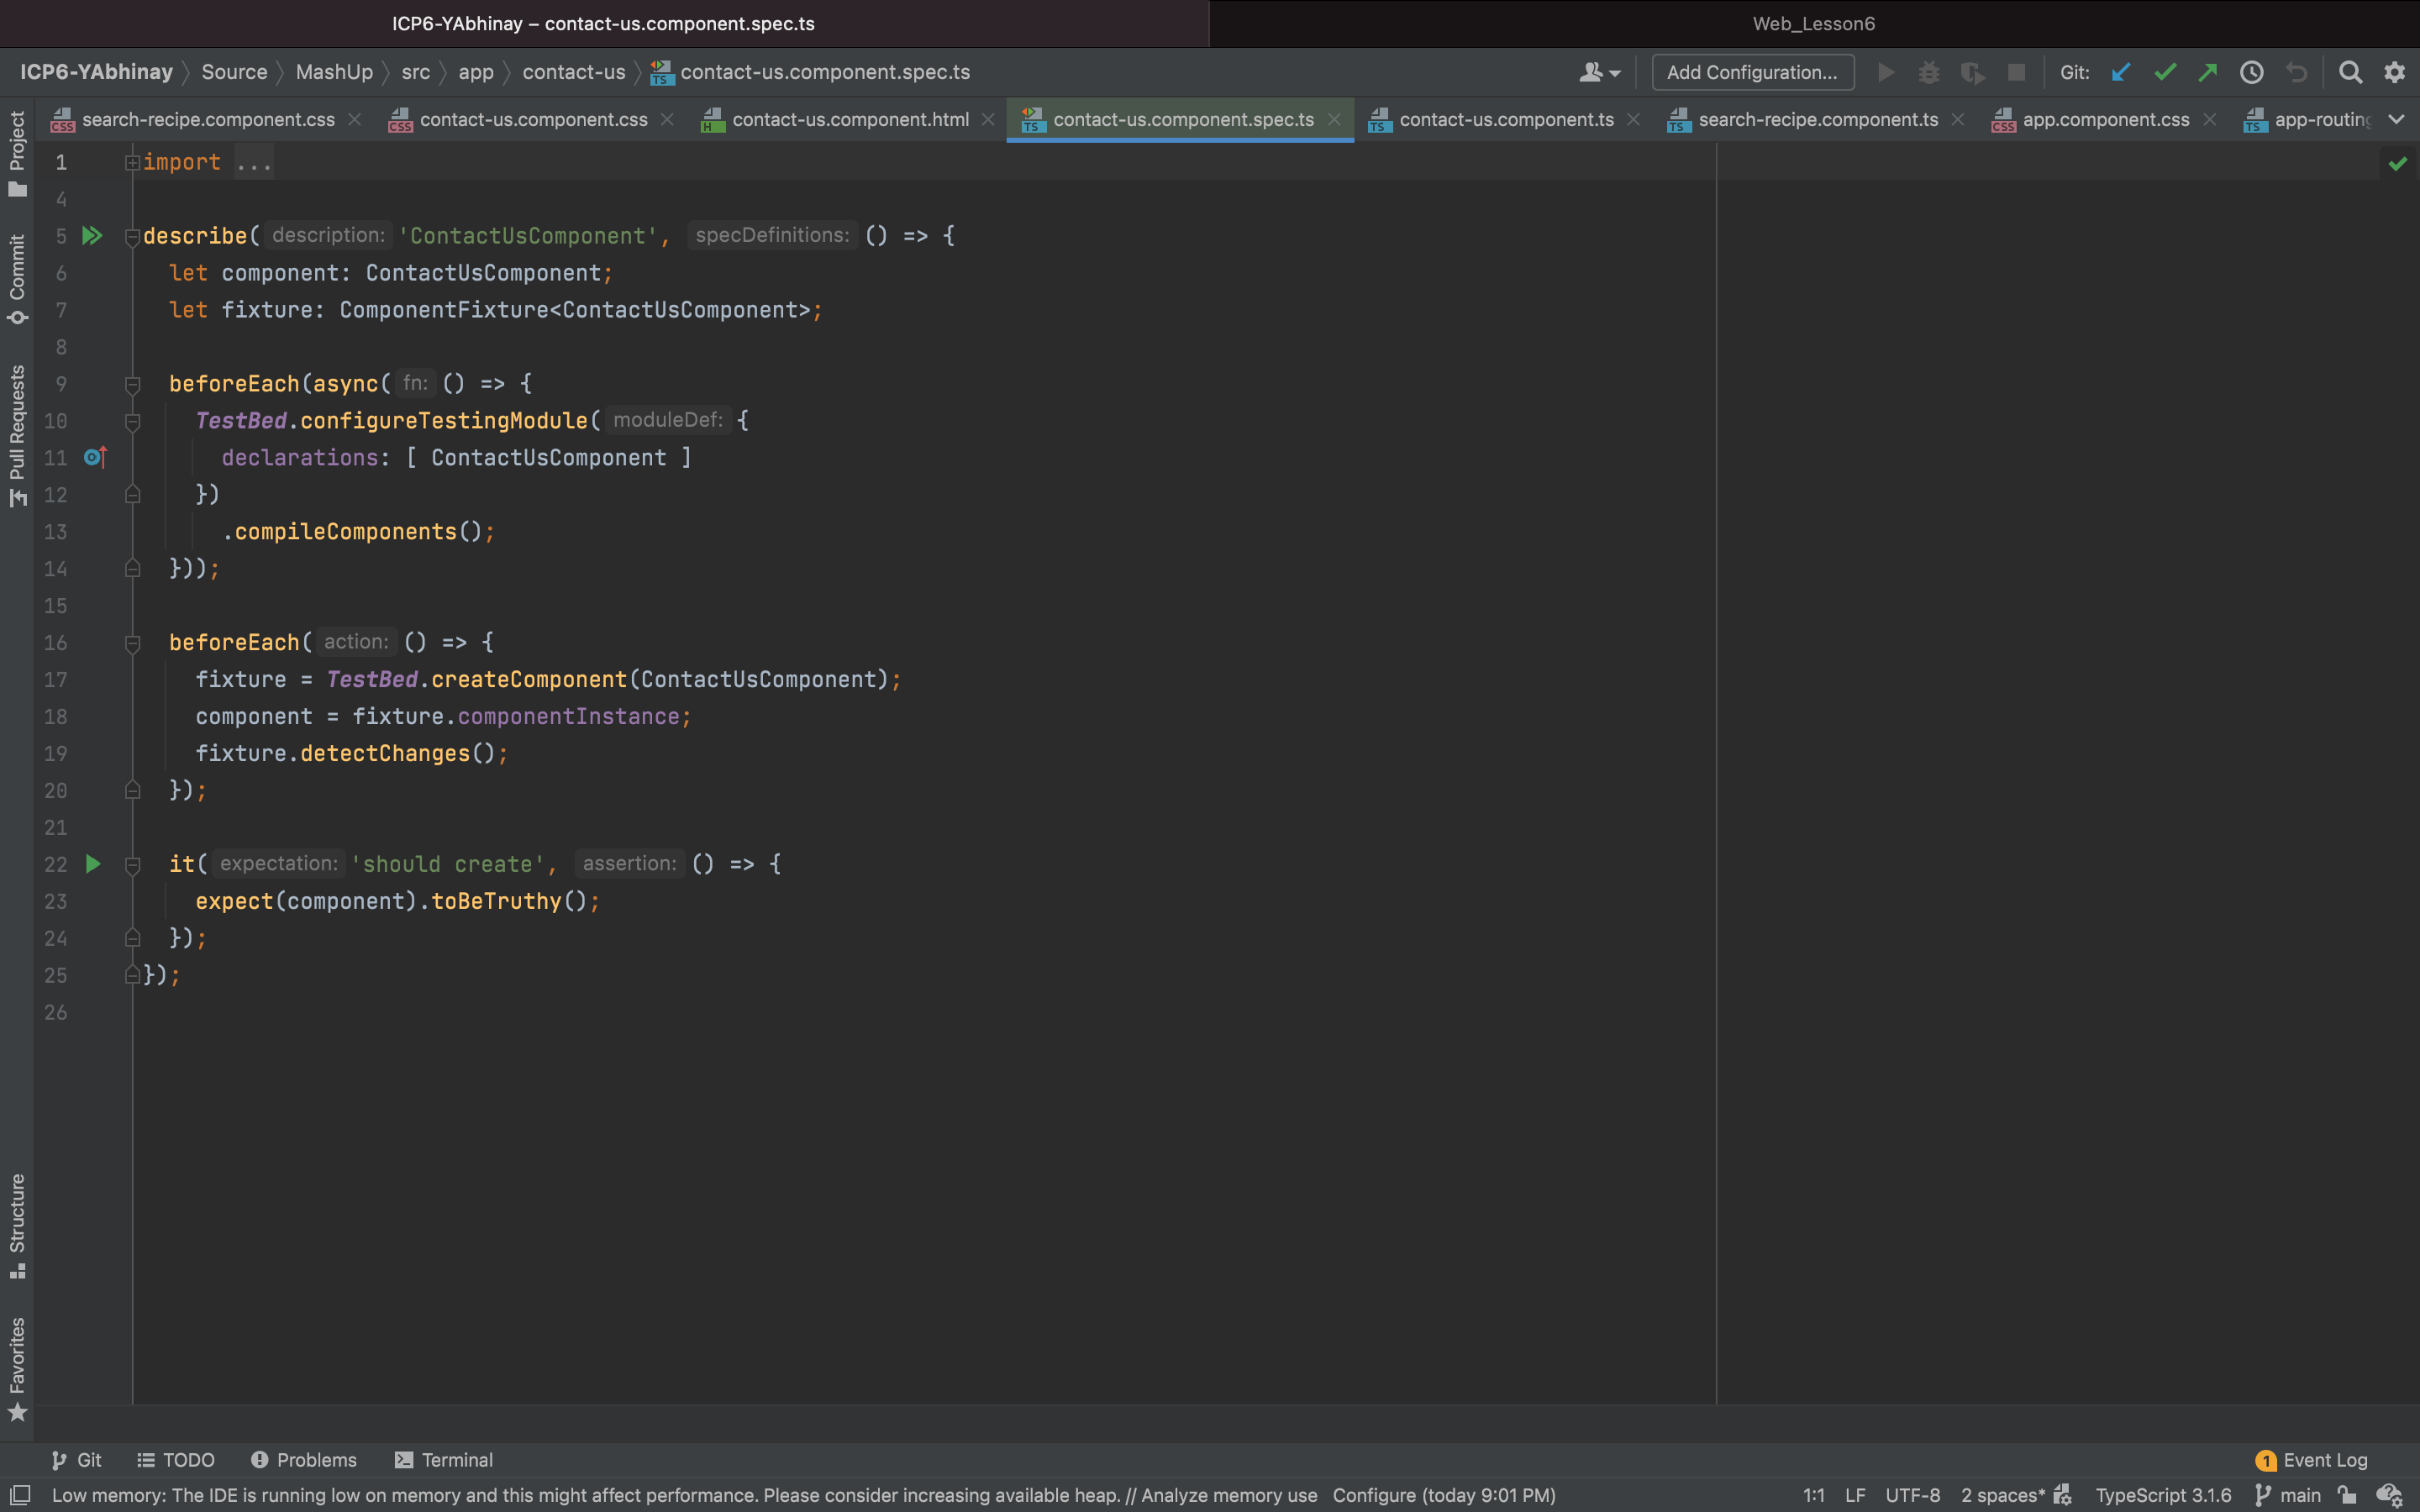 ICP6-YAbhinay – contact-us.component.spec.ts
Web_Lesson6
ICP6-YAbhinay Source MashUp src app contact-us contact-us.component.spec.ts
Add Configuration...
Git:
search-recipe.component.css
contact-us.component.css
contact-us.component.html
contact-us.component.spec.ts
contact-us.component.ts
search-recipe.component.ts
app.component.css
app-routing
Project
Commit
Pull Requests
Structure
Favorites
1 import ...
4
5 describe( description: 'ContactUsComponent', specDefinitions: () => {
6 let component: ContactUsComponent;
7 let fixture: ComponentFixture<ContactUsComponent>;
8
9 beforeEach(async( fn: () => {
10 TestBed.configureTestingModule( moduleDef: {
11 declarations: [ ContactUsComponent ]
12 })
13 .compileComponents();
14 }));
15
16 beforeEach( action: () => {
17 fixture = TestBed.createComponent(ContactUsComponent);
18 component = fixture.componentInstance;
19 fixture.detectChanges();
20 });
21
22 it( expectation: 'should create', assertion: () => {
23 expect(component).toBeTruthy();
24 });
25 });
26
Git
TODO
Problems
Terminal
1 Event Log
Low memory: The IDE is running low on memory and this might affect performance. Please consider increasing available heap. // Analyze memory use Configure (today 9:01 PM)
1:1 LF UTF-8 2 spaces* TypeScript 3.1.6 main